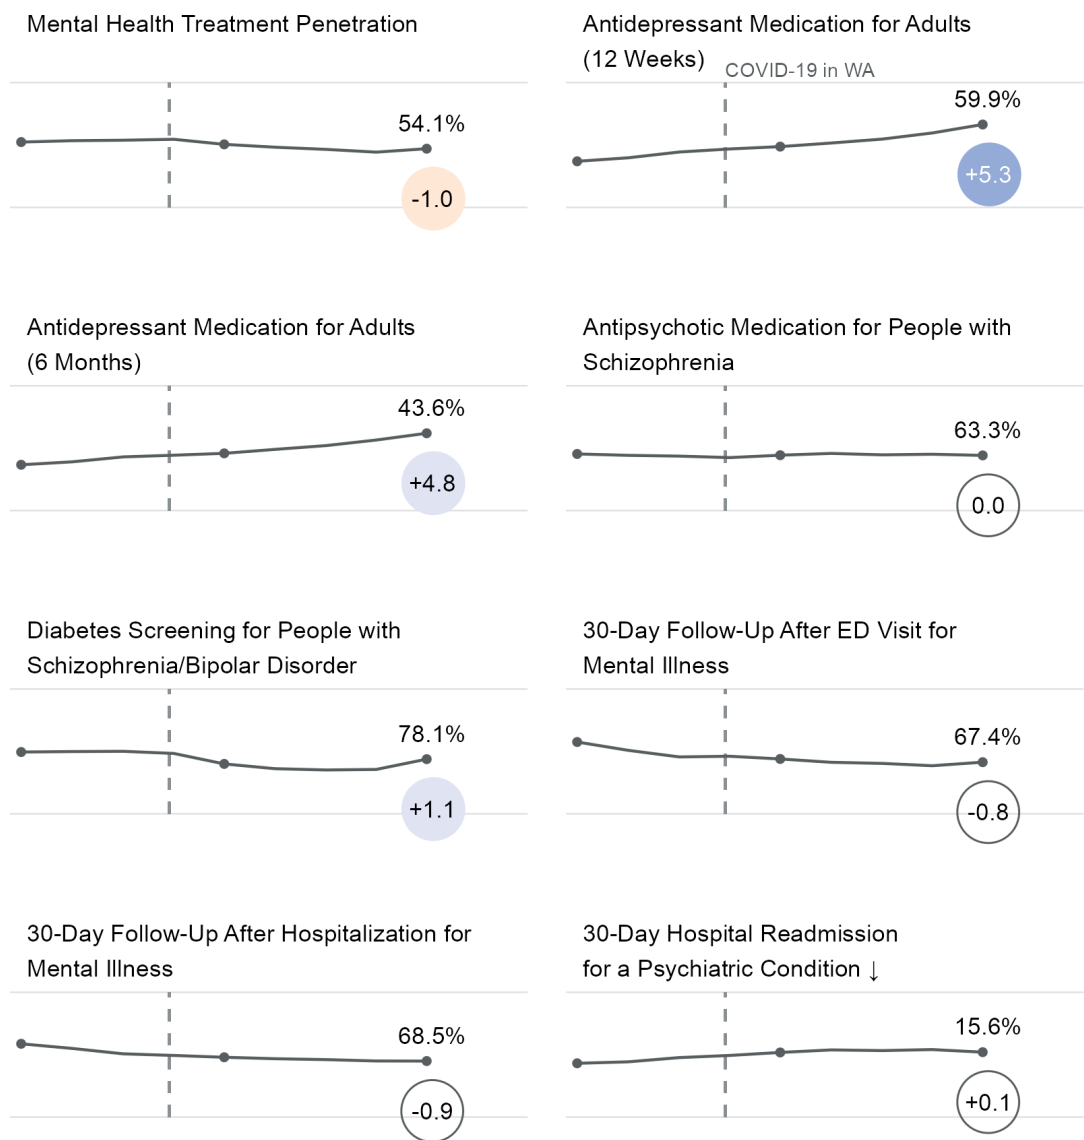 Mental Health Treatment Penetration
54.1%
-1.0
Antidepressant Medication for Adults
(12 Weeks)
COVID-19 in WA
59.9%
+5.3
Antidepressant Medication for Adults
(6 Months)
43.6%
+4.8
Antipsychotic Medication for People with
Schizophrenia
63.3%
0.0
Diabetes Screening for People with
Schizophrenia/Bipolar Disorder
78.1%
+1.1
30-Day Follow-Up After ED Visit for
Mental Illness
67.4%
-0.8
30-Day Follow-Up After Hospitalization for
Mental Illness
68.5%
-0.9
30-Day Hospital Readmission
for a Psychiatric Condition ↓
15.6%
+0.1